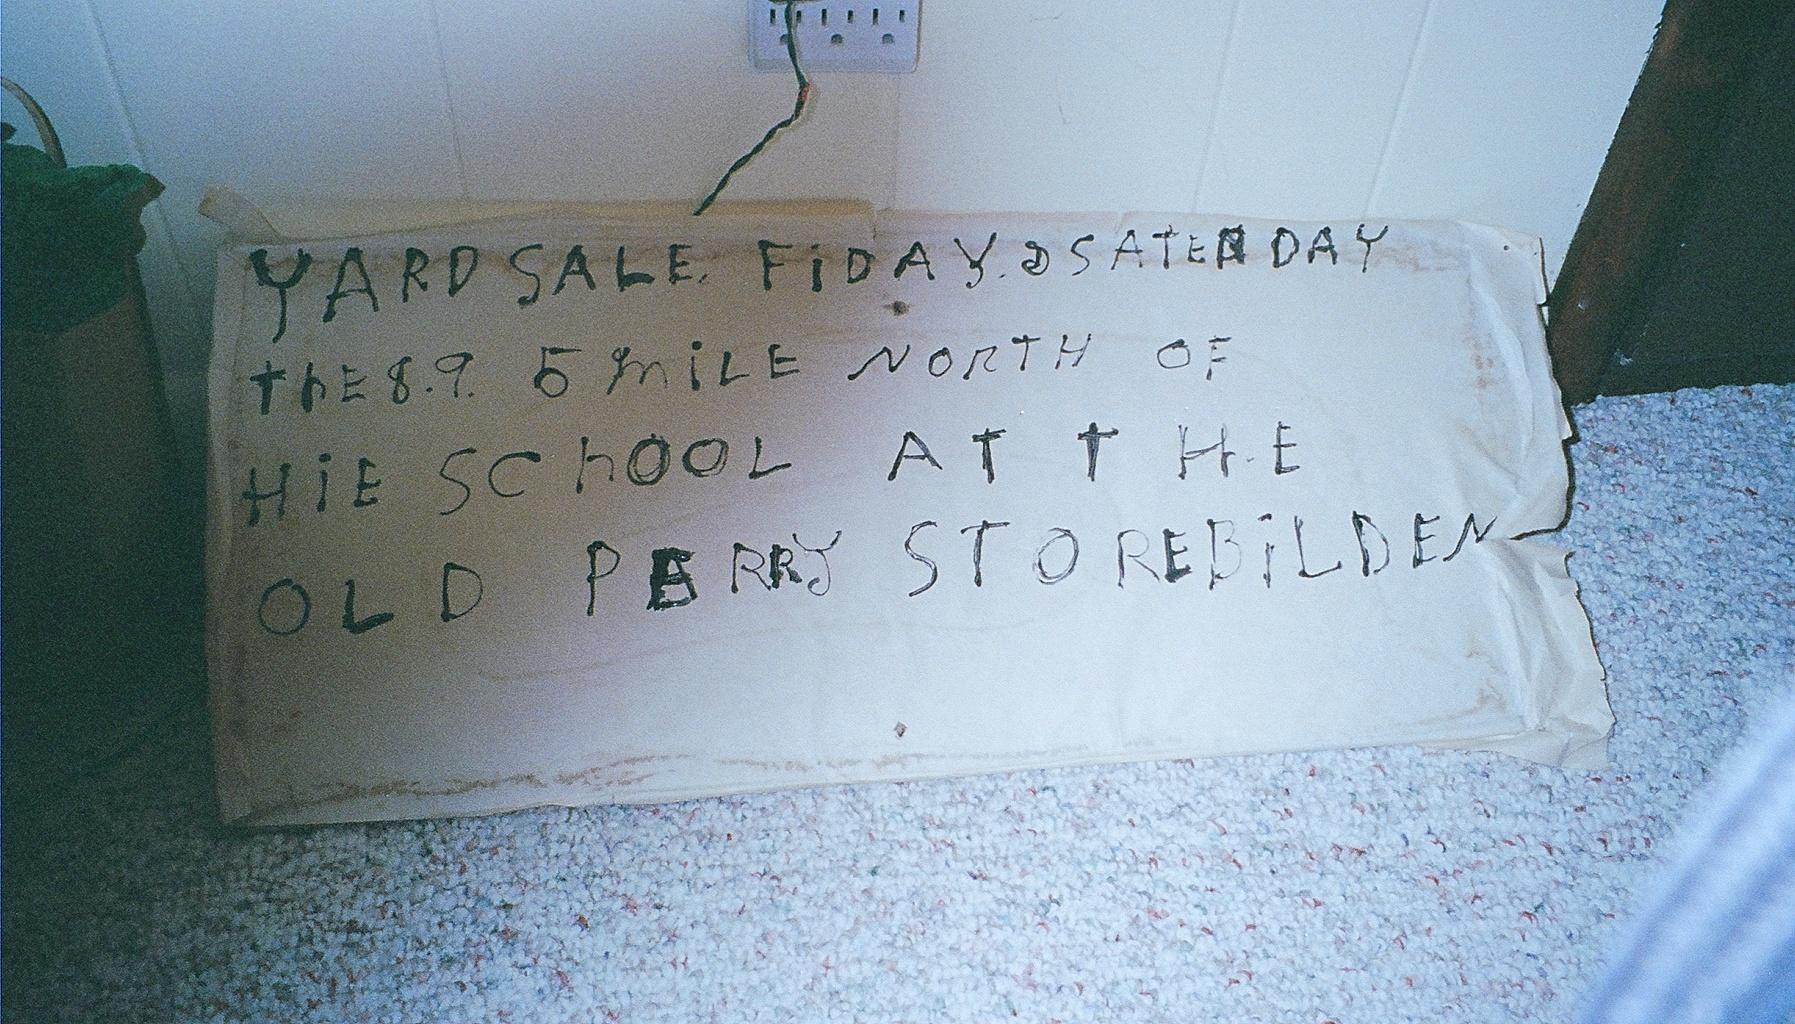 YARD SALE. FiDAY. & SATERDAY
thE 8.9. 5 miLE NORTH OF
HiE SChOOL AT THE
OLD PERRY STOREBiLDEN